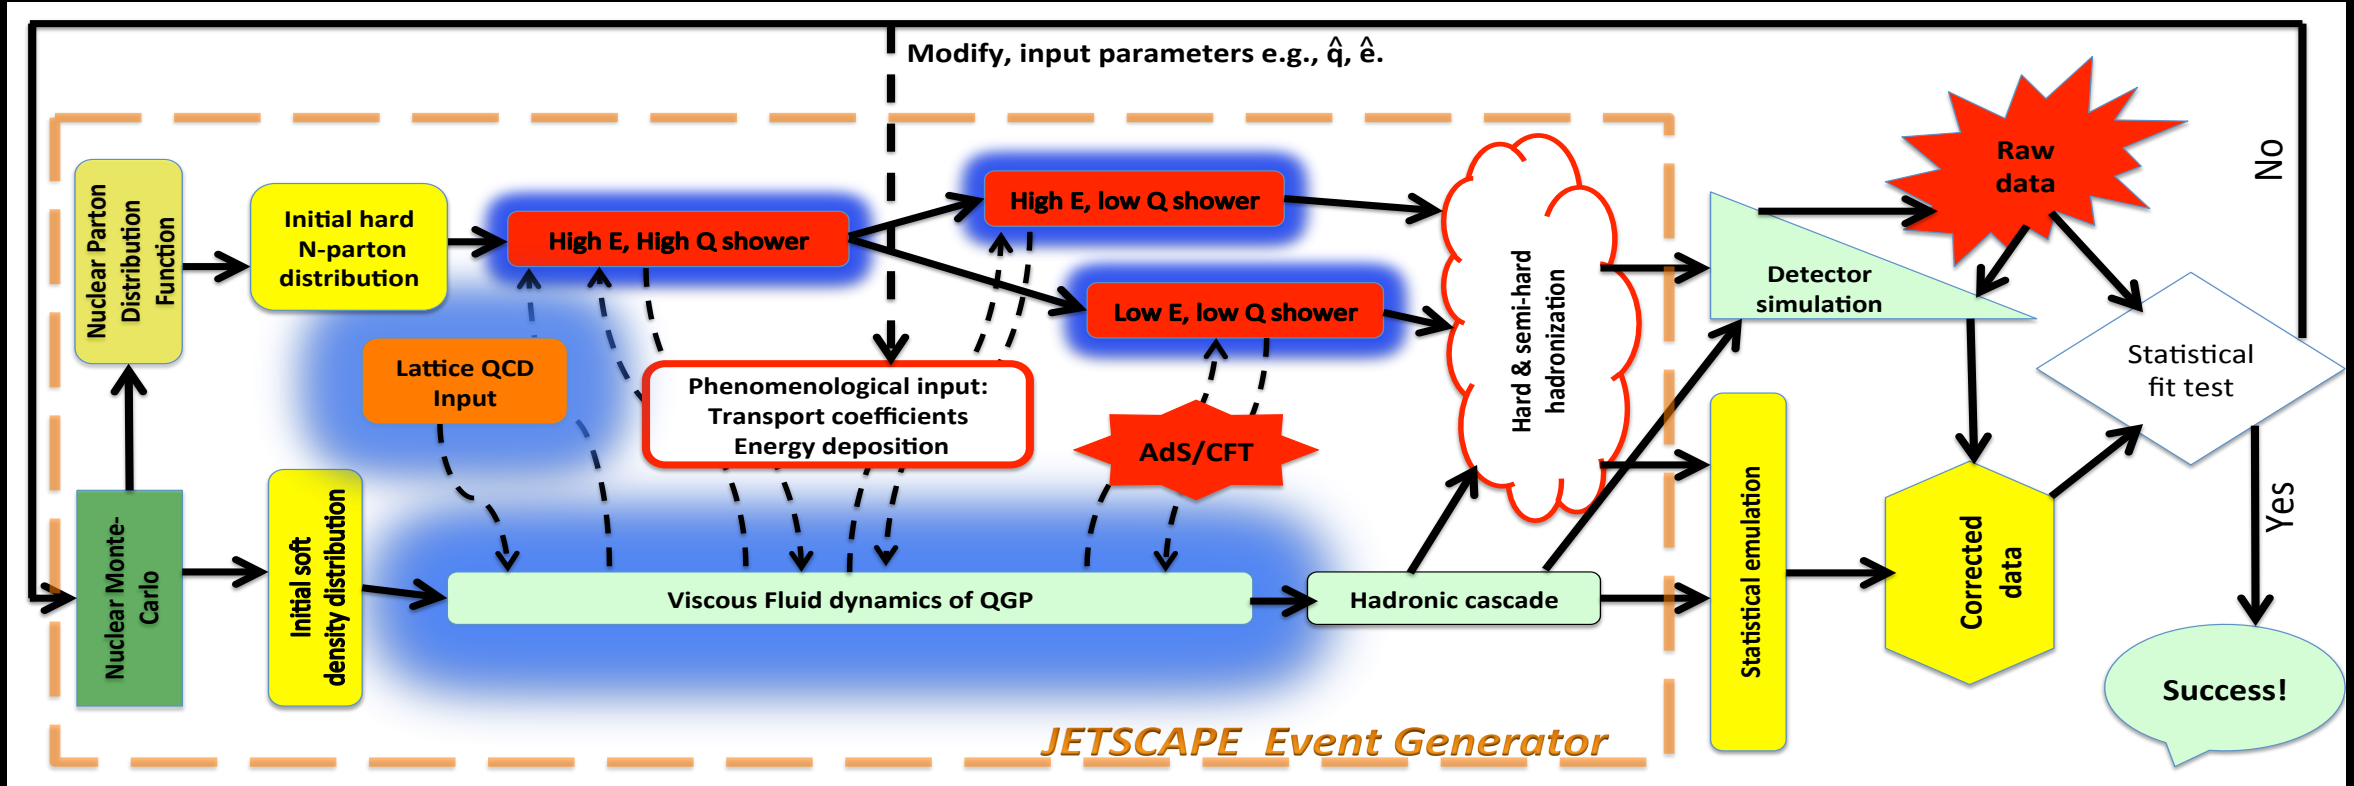 Modify, input parameters e.g., q̂, ê.
Nuclear Parton
Distribution
Function
Initial hard
N-parton
distribution
High E, High Q shower
High E, low Q shower
Low E, low Q shower
Lattice QCD
Input
Phenomenological input:
Transport coefficients
Energy deposition
AdS/CFT
Hard & semi-hard
hadronization
Nuclear Monte-
Carlo
Initial soft
density distribution
Viscous Fluid dynamics of QGP
Hadronic cascade
JETSCAPE Event Generator
Detector
simulation
Raw
data
Statistical emulation
Corrected
data
Statistical
fit test
No
Yes
Success!